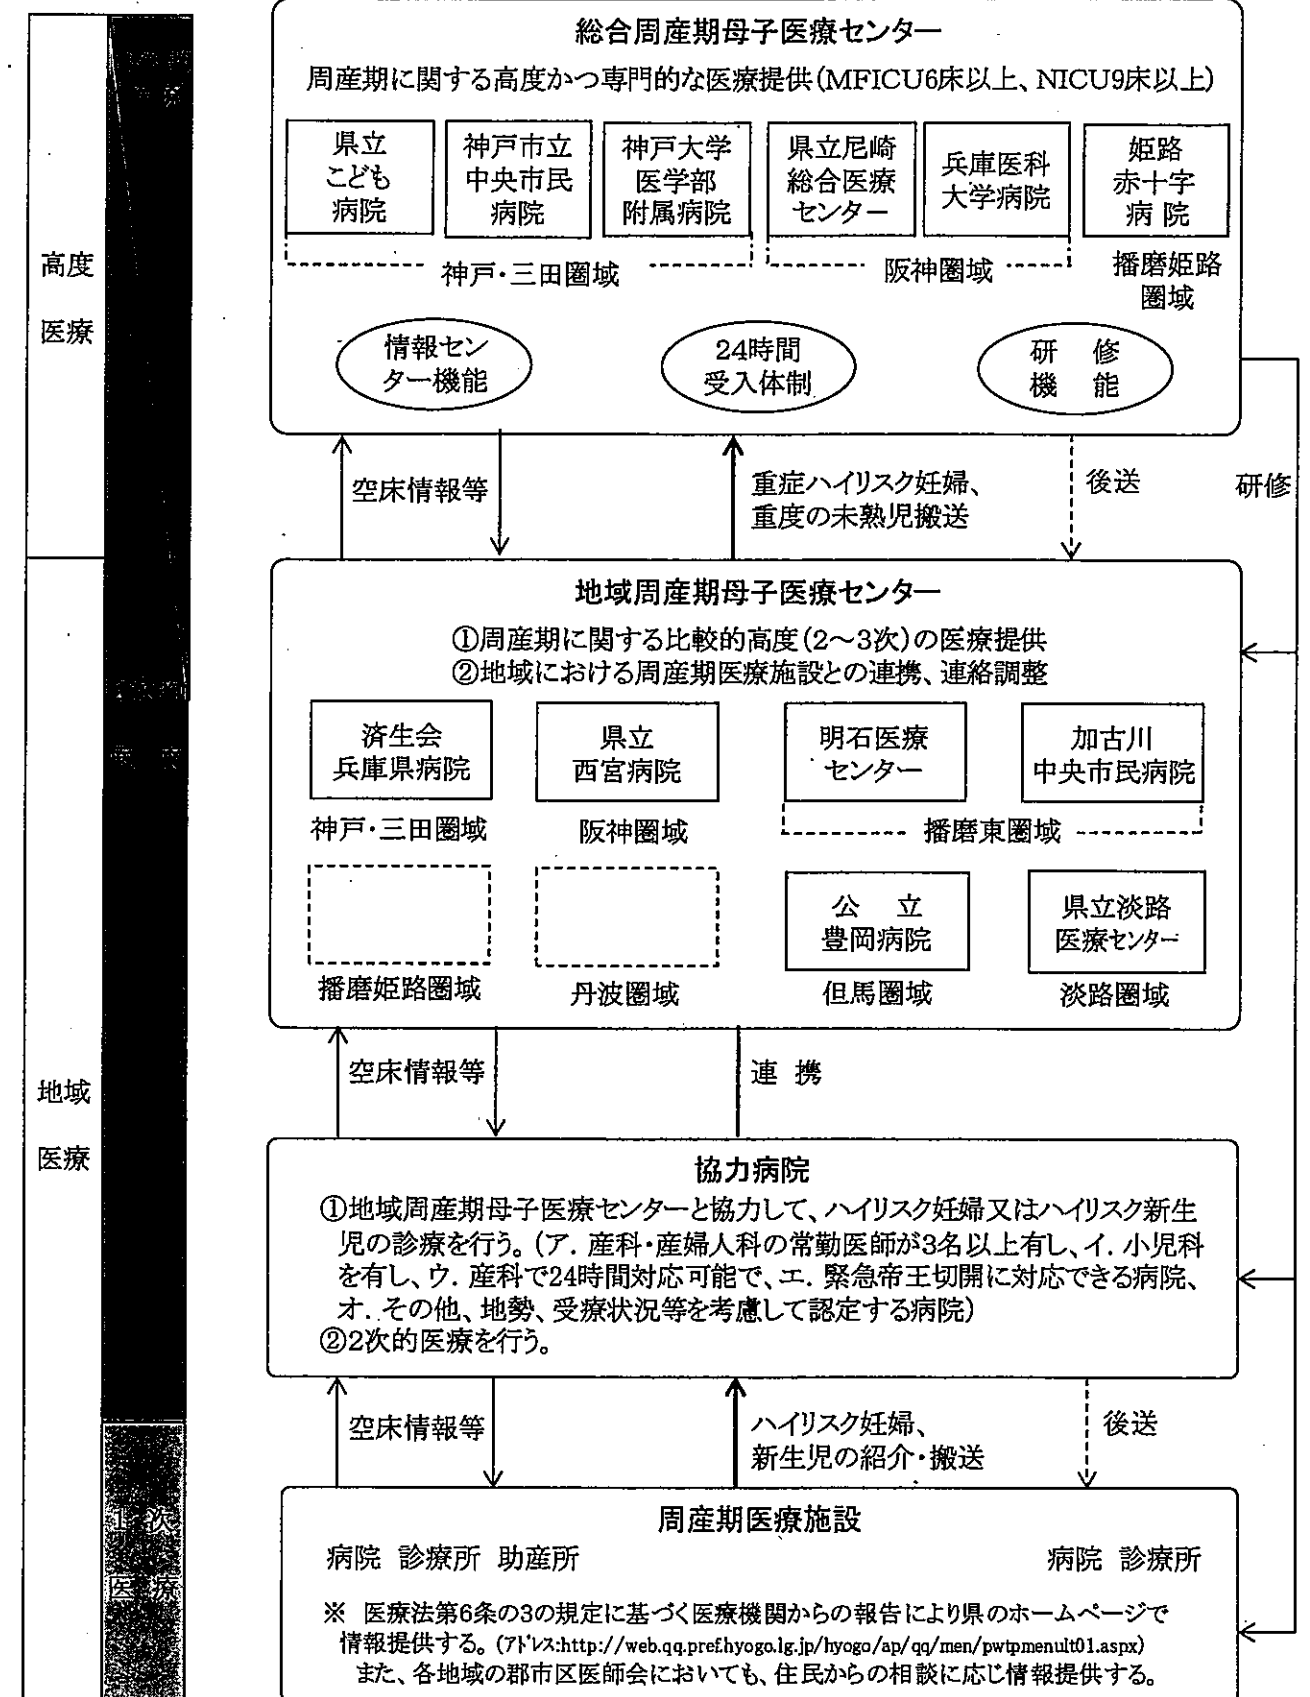 総合周産期母子医療センター
周産期に関する高度かつ専門的な医療提供(MFICU6床以上、NICU9床以上)
県立
こども
病院
神戸市立
中央市民
病院
神戸大学
医学部
附属病院
県立尼崎
総合医療
センター
兵庫医科
大学病院
姫路
赤十字
病院
神戸・三田圏域
阪神圏域
播磨姫路
圏域
高度
医療
情報セン
ター機能
24時間
受入体制
研 修
機 能
空床情報等
重症ハイリスク妊婦、
重度の未熟児搬送
後送
研修
地域周産期母子医療センター
①周産期に関する比較的高度(2～3次)の医療提供
②地域における周産期医療施設との連携、連絡調整
済生会
兵庫県病院
県立
西宮病院
明石医療
センター
加古川
中央市民病院
神戸・三田圏域
阪神圏域
播磨東圏域
公 立
豊岡病院
県立淡路
医療センター
播磨姫路圏域
丹波圏域
但馬圏域
淡路圏域
地域
医療
空床情報等
連 携
協力病院
①地域周産期母子医療センターと協力して、ハイリスク妊婦又はハイリスク新生
児の診療を行う。(ア. 産科・産婦人科の常勤医師が3名以上有し、イ. 小児科
を有し、ウ. 産科で24時間対応可能で、エ. 緊急帝王切開に対応できる病院、
オ. その他、地勢、受療状況等を考慮して認定する病院)
②2次的医療を行う。
空床情報等
ハイリスク妊婦、
新生児の紹介・搬送
後送
1次
医療
周産期医療施設
病院 診療所 助産所
病院 診療所
※ 医療法第6条の3の規定に基づく医療機関からの報告により県のホームページで
情報提供する。(アドレス:http://web.qq.pref.hyogo.lg.jp/hyogo/ap/qq/men/pwtpmenult01.aspx)
また、各地域の郡市区医師会においても、住民からの相談に応じ情報提供する。